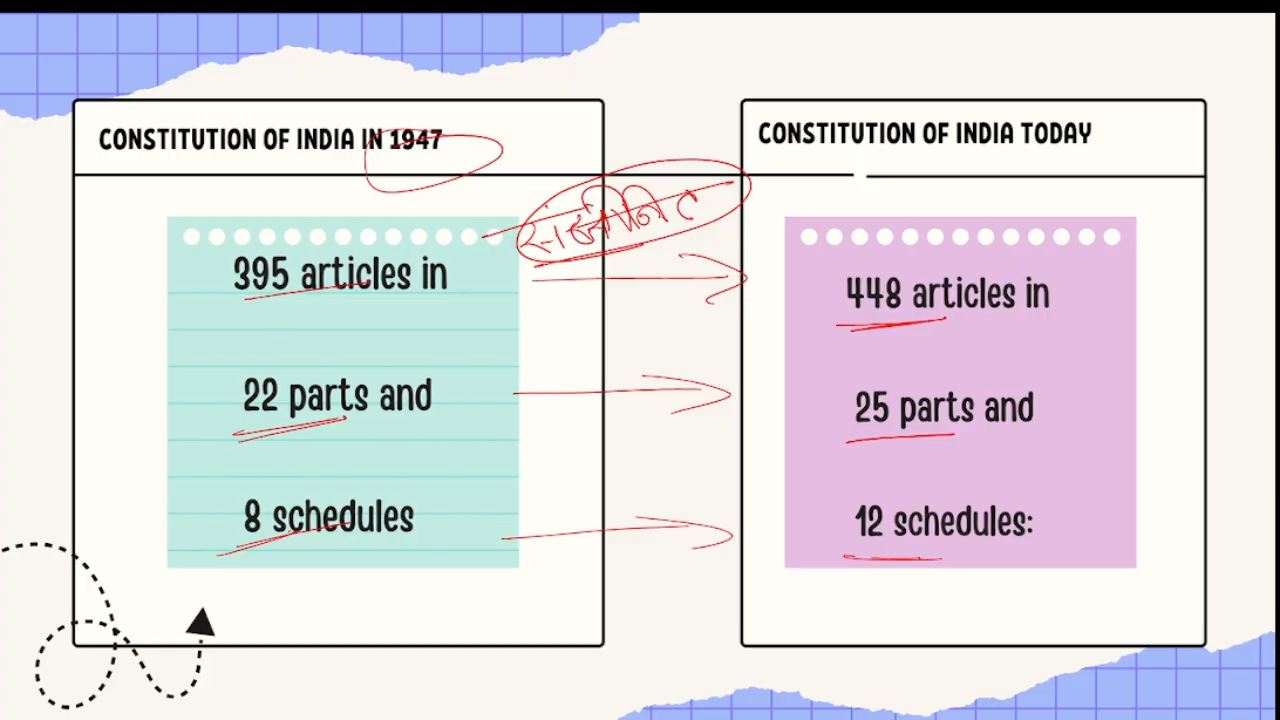 CONSTITUTION OF INDIA IN 1947
395 articles in
22 parts and
8 schedules
CONSTITUTION OF INDIA TODAY
448 articles in
25 parts and
12 schedules: